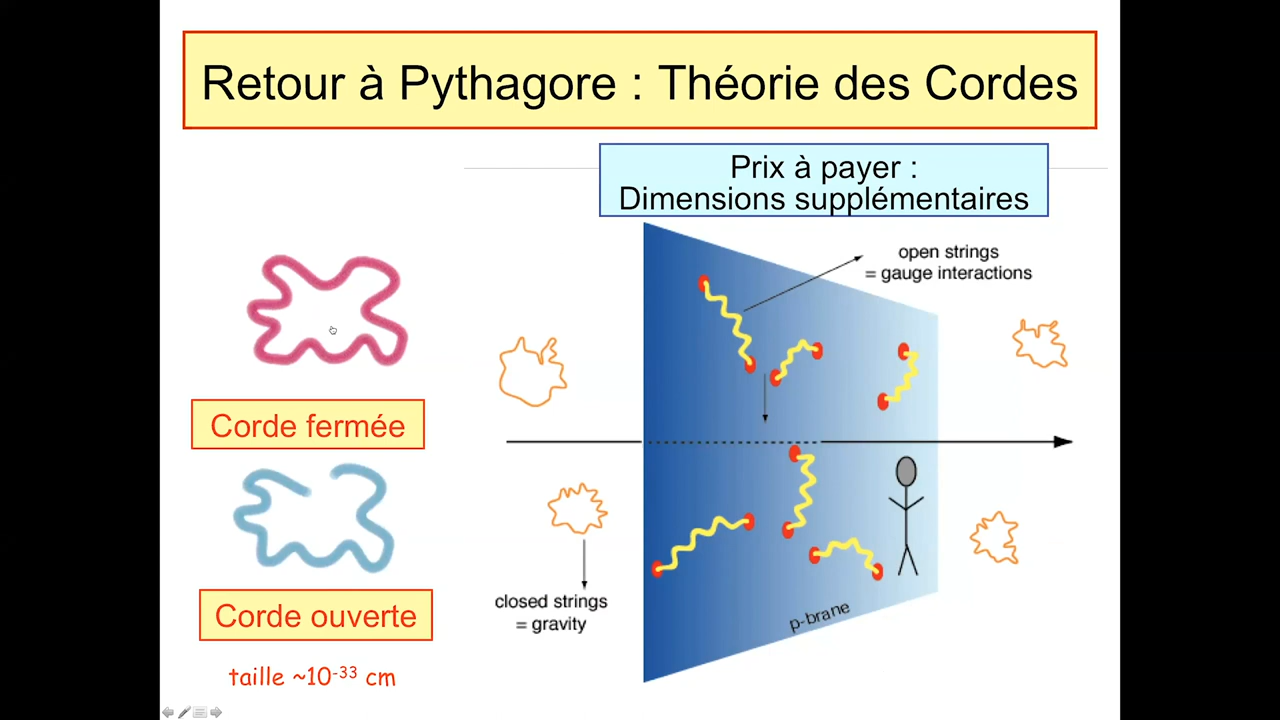 Retour à Pythagore : Théorie des Cordes
Prix à payer :
Dimensions supplémentaires
open strings
= gauge interactions
Corde fermée
Corde ouverte
closed strings
= gravity
p-brane
taille ~10⁻³³ cm